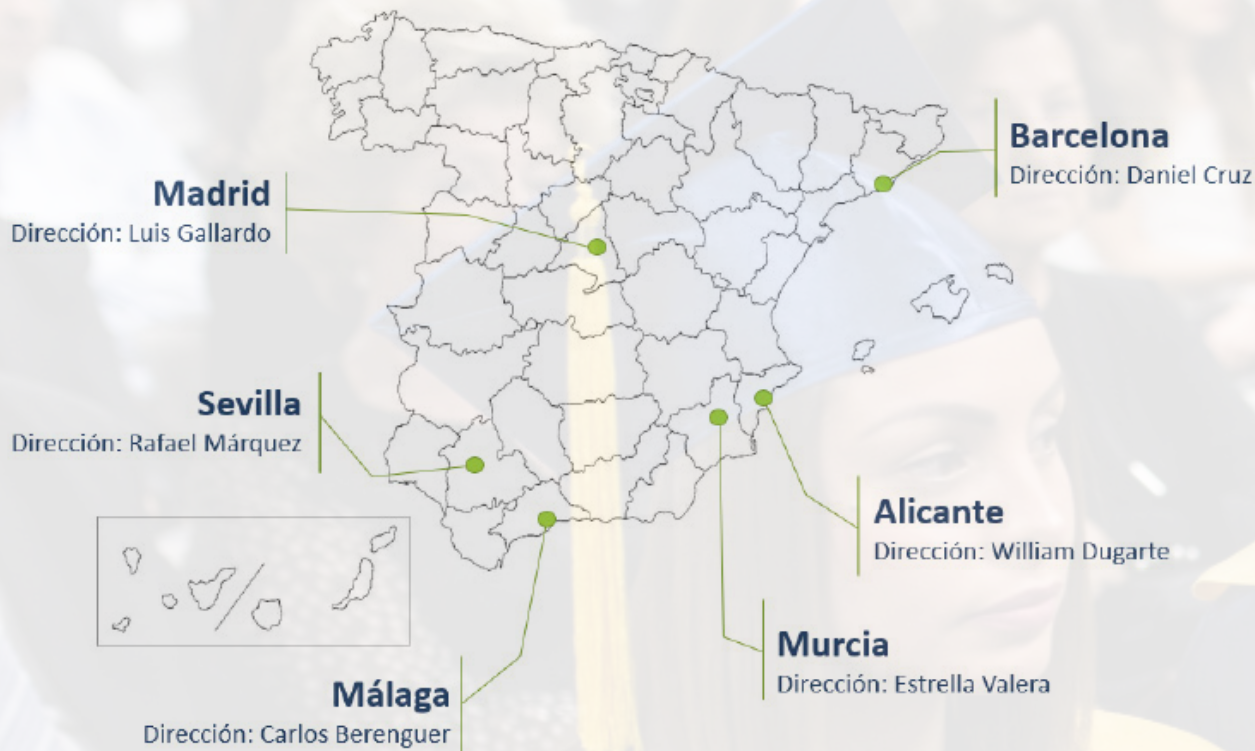 Barcelona
Dirección: Daniel Cruz
Madrid
Dirección: Luis Gallardo
Sevilla
Dirección: Rafael Márquez
Alicante
Dirección: William Dugarte
Murcia
Dirección: Estrella Valera
Málaga
Dirección: Carlos Berenguer